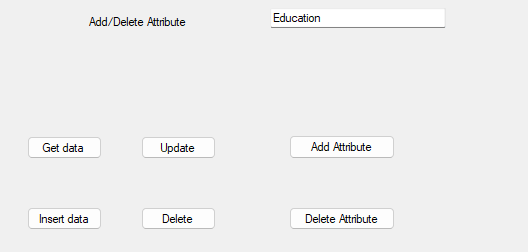 Add/Delete Attribute
Education
Get data
Update
Add Attribute
Insert data
Delete
Delete Attribute